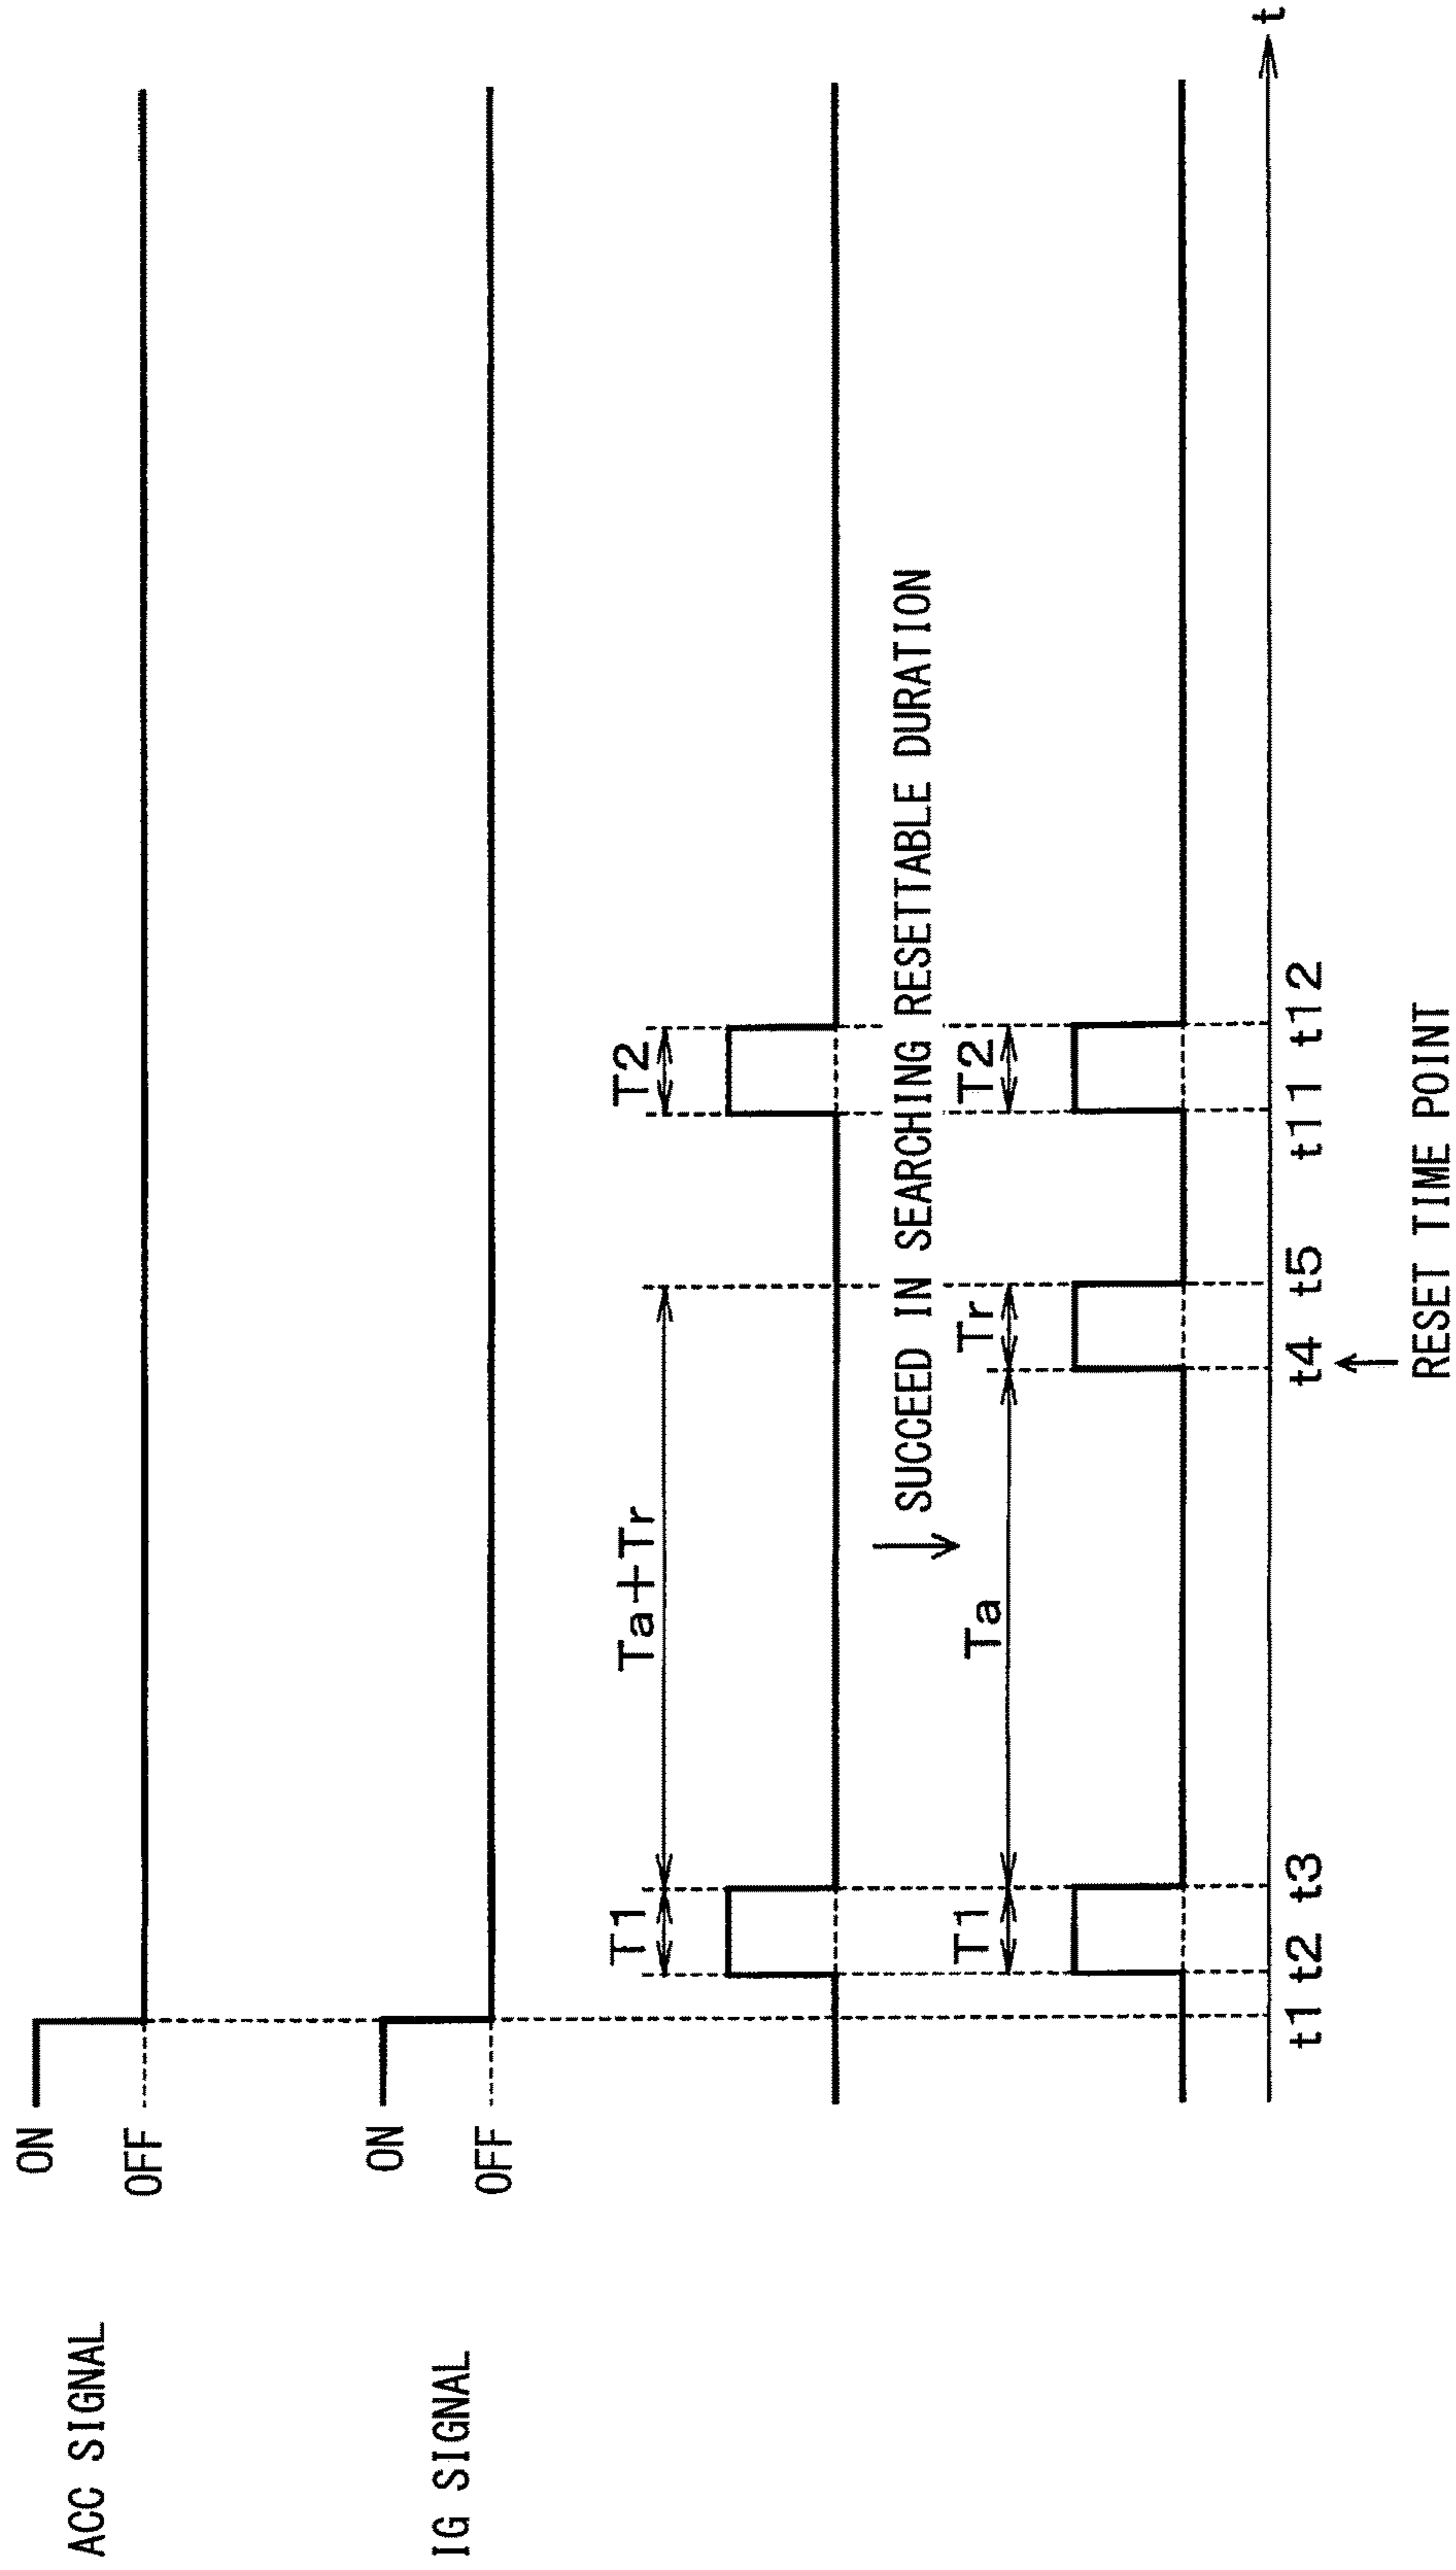 ACC SIGNAL
ON
OFF
IG SIGNAL
ON
OFF
T1
Ta+Tr
T2
SUCCEED IN SEARCHING RESETTABLE DURATION
T1
Ta
Tr
T2
t1 t2 t3 t4 t5 t11 t12
t
RESET TIME POINT